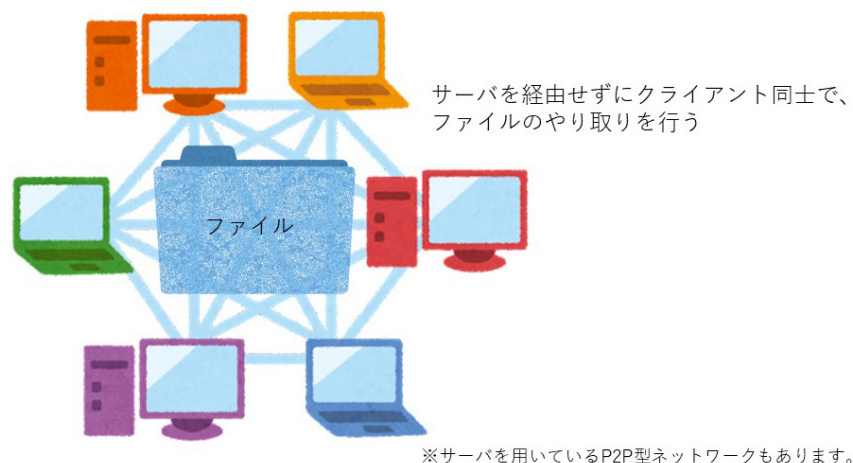 サーバを経由せずにクライアント同士で、
ファイルのやり取りを行う
ファイル
※サーバを用いているP2P型ネットワークもあります。